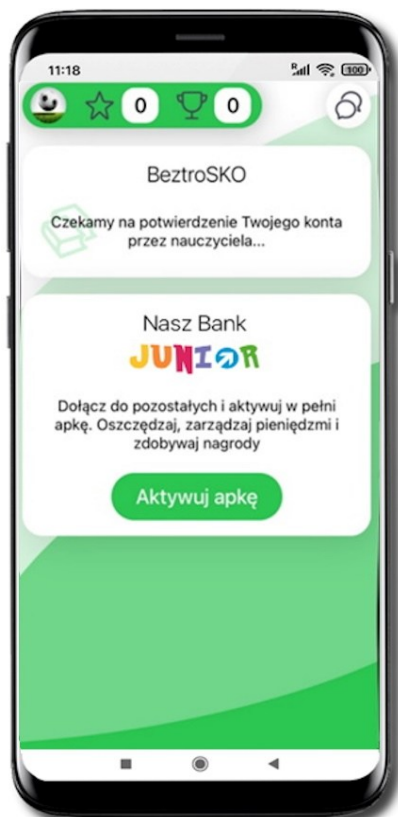 11:18
R
100
0
0
BeztroSKO
Czekamy na potwierdzenie Twojego konta
przez nauczyciela...
Nasz Bank
JUNIOR
Dołącz do pozostałych i aktywuj w pełni
apkę. Oszczędzaj, zarządzaj pieniędzmi i
zdobywaj nagrody
Aktywuj apkę